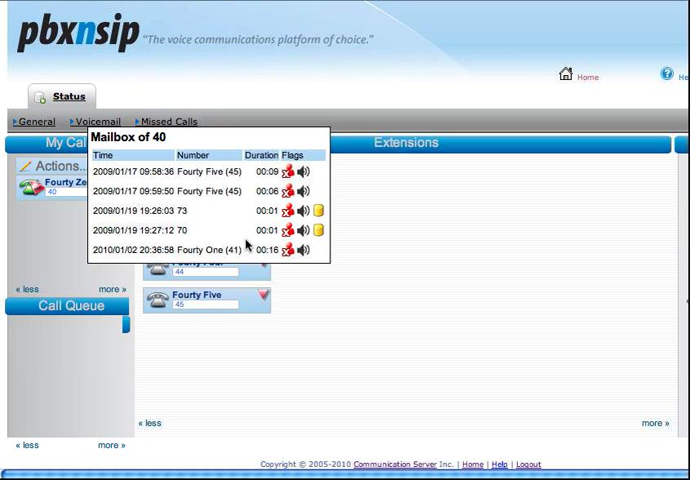 pbxnsip "The voice communications platform of choice."
Home
He
Status
General Voicemail Missed Calls
My Cal
Extensions
Mailbox of 40
Time Number Duration Flags
2009/01/17 09:58:36 Fourty Five (45) 00:09
2009/01/17 09:59:50 Fourty Five (45) 00:06
2009/01/19 19:26:03 73 00:01
2009/01/19 19:27:12 70 00:01
2010/01/02 20:36:58 Fourty One (41) 00:16
Actions...
Fourty Ze
40
« less more »
Call Queue
44
Fourty Five
45
« less more »
« less more »
Copyright © 2005-2010 Communication Server Inc. | Home | Help | Logout